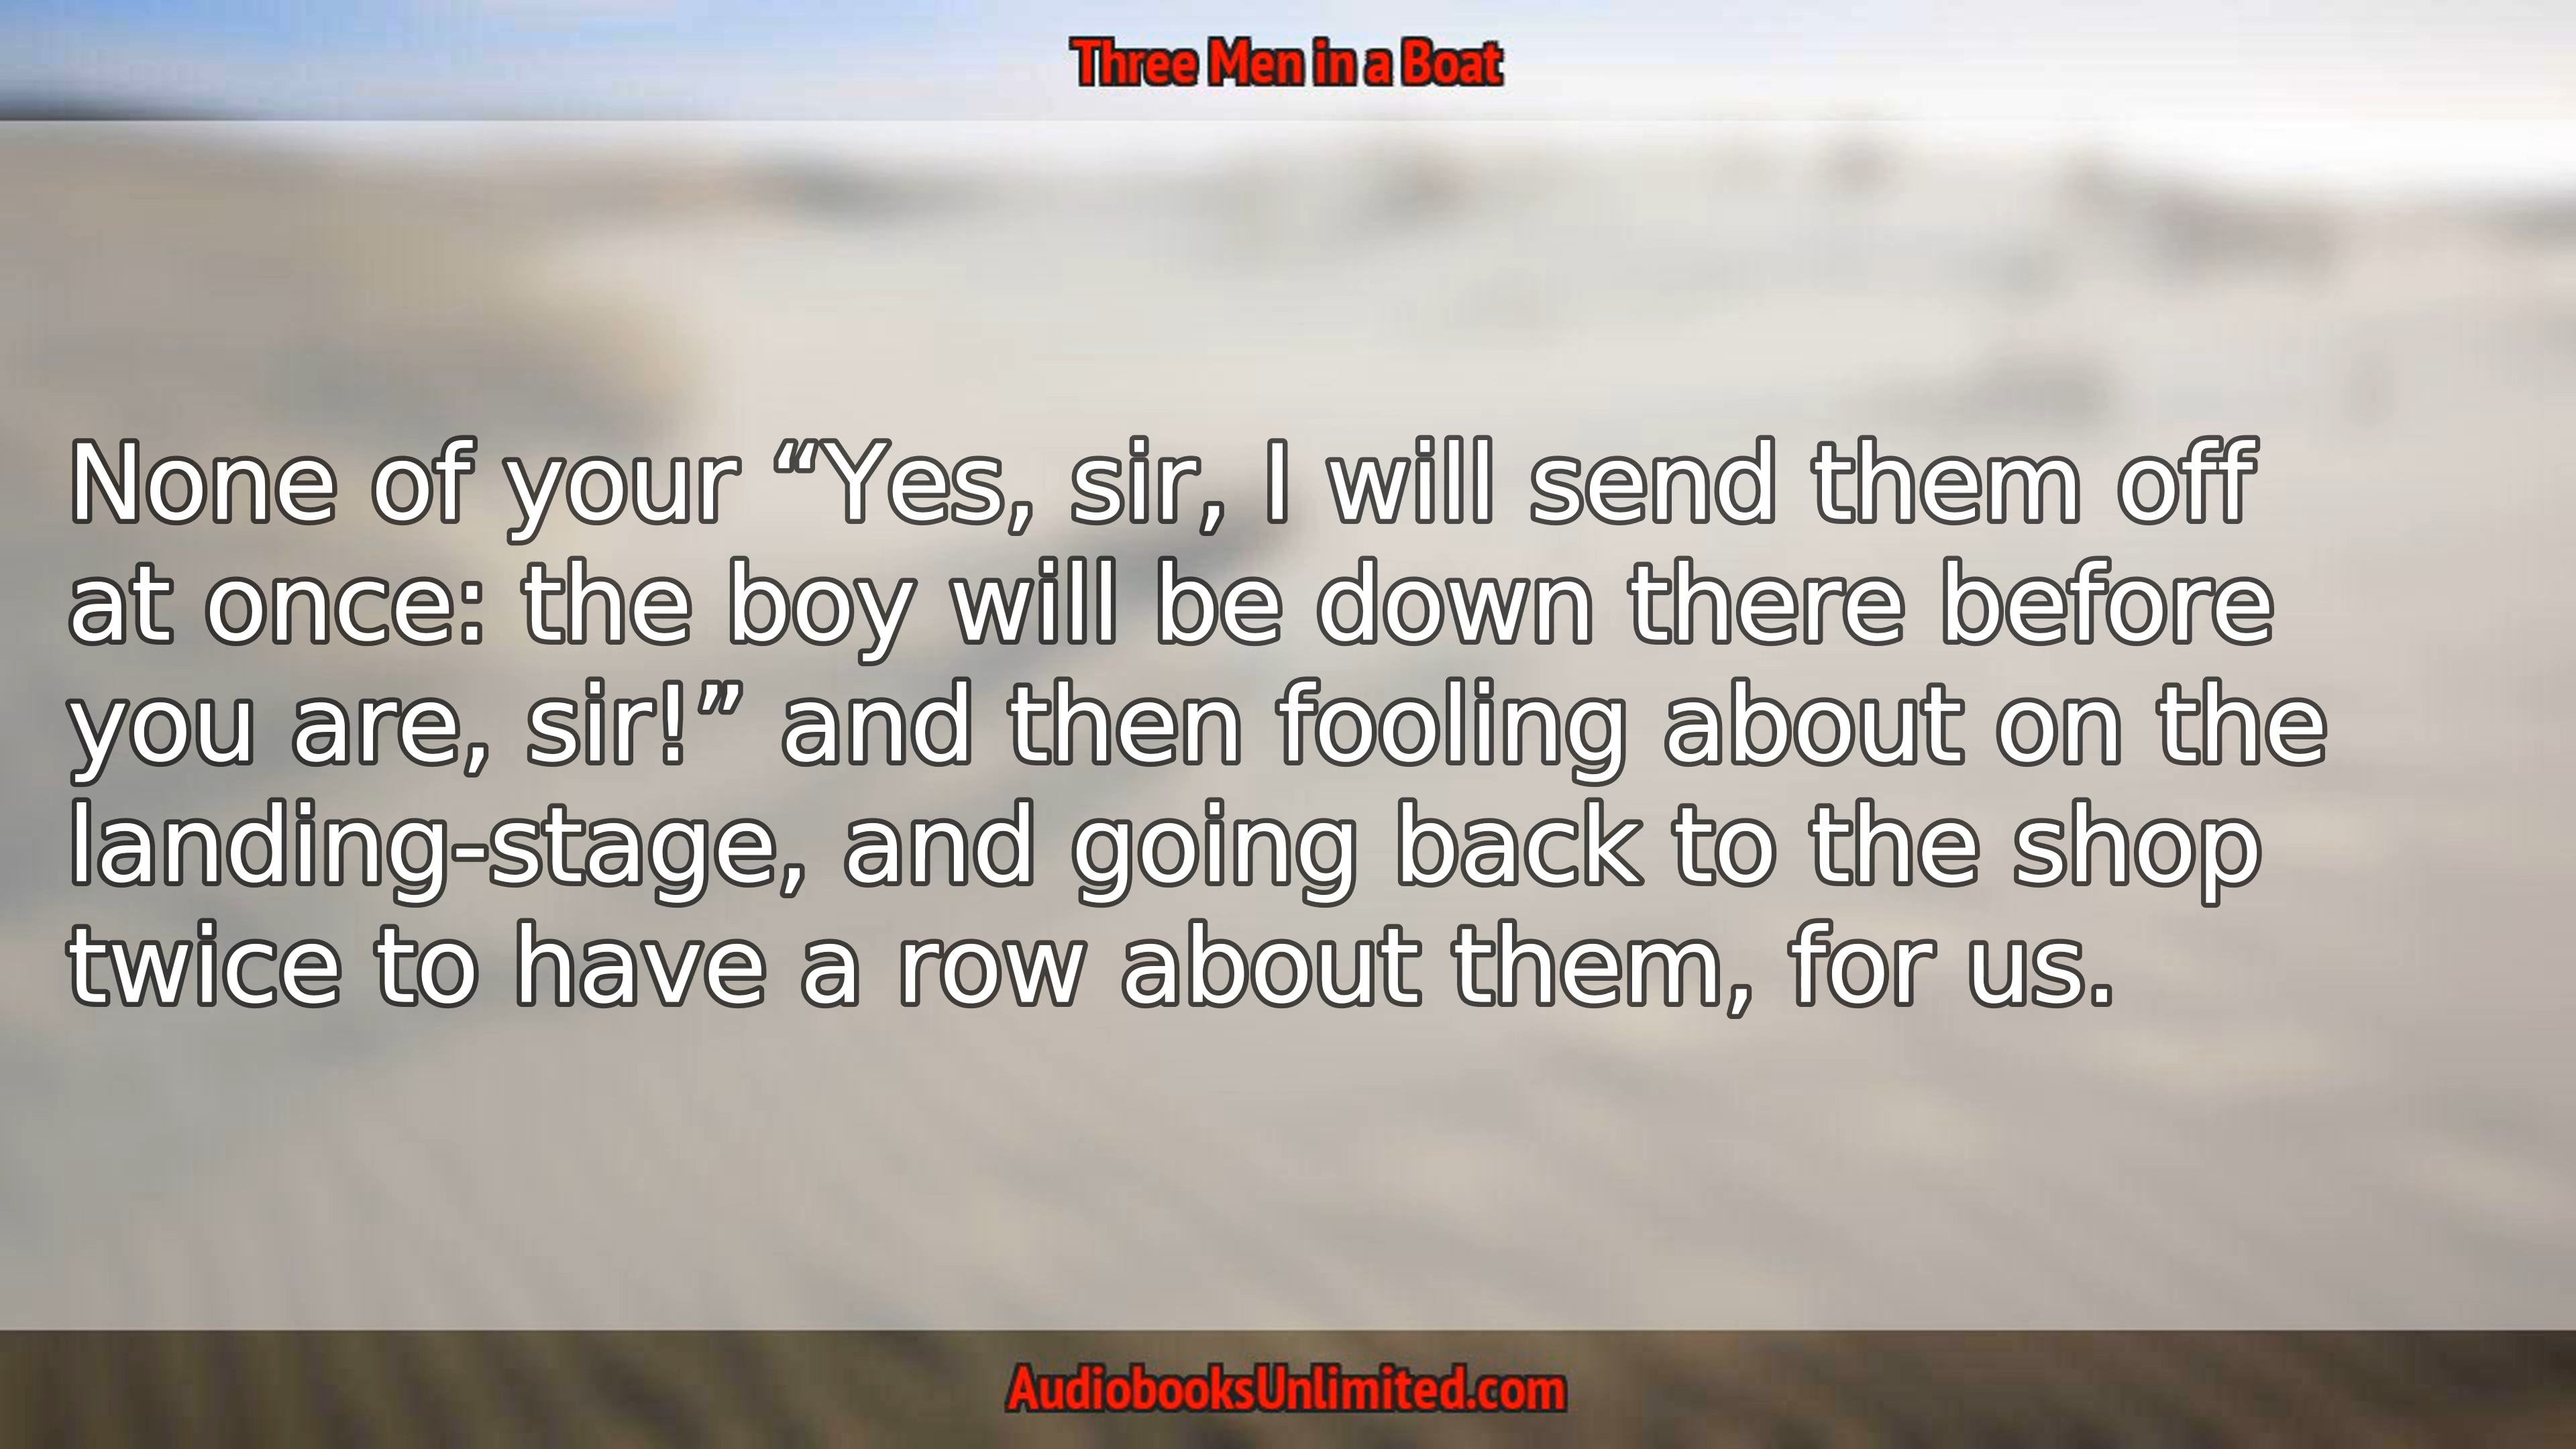 Three Men in a Boat
None of your “Yes, sir, I will send them off
at once: the boy will be down there before
you are, sir!” and then fooling about on the
landing-stage, and going back to the shop
twice to have a row about them, for us.
AudiobooksUnlimited.com